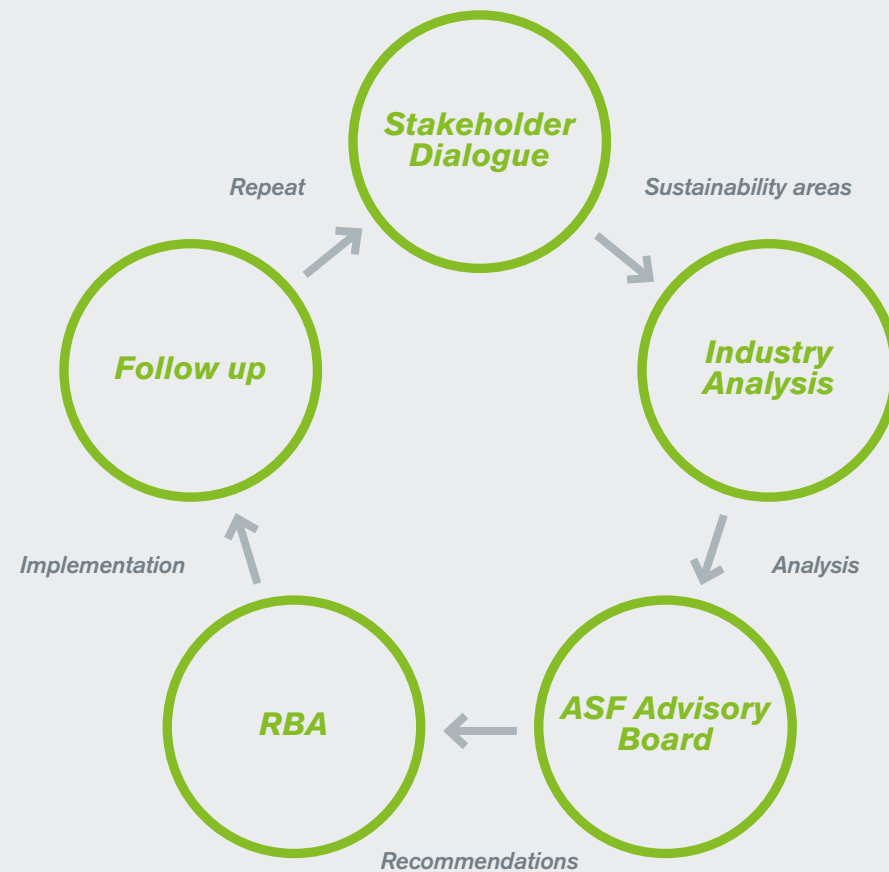 Stakeholder
Dialogue
Repeat
Sustainability areas
Follow up
Industry
Analysis
Implementation
Analysis
RBA
ASF Advisory
Board
Recommendations